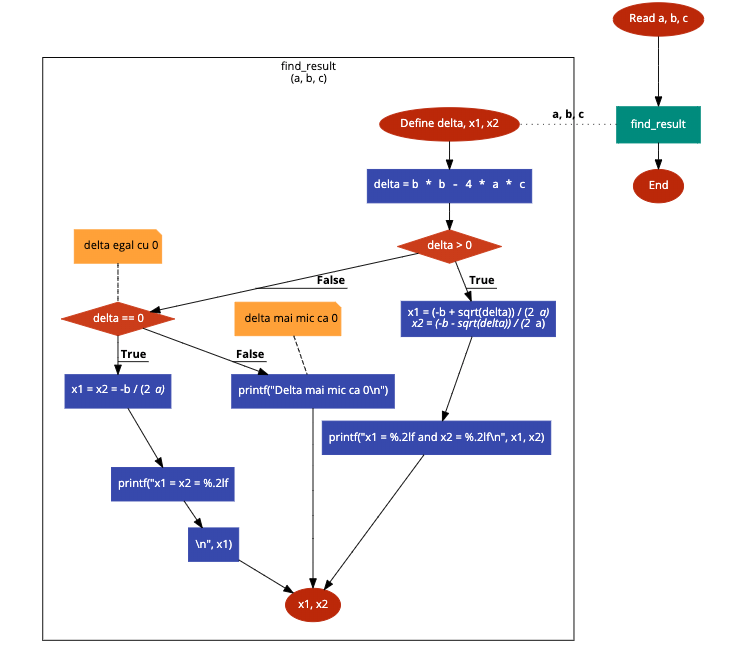 Read a, b, c
find_result
(a, b, c)
Define delta, x1, x2
a, b, c
find_result
delta = b * b - 4 * a * c
End
delta egal cu 0
delta > 0
False
True
delta == 0
delta mai mic ca 0
x1 = (-b + sqrt(delta)) / (2 a)
x2 = (-b - sqrt(delta)) / (2 a)
True
False
x1 = x2 = -b / (2 a)
printf("Delta mai mic ca 0\n")
printf("x1 = %.2lf and x2 = %.2lf\n", x1, x2)
printf("x1 = x2 = %.2lf
\n", x1)
x1, x2